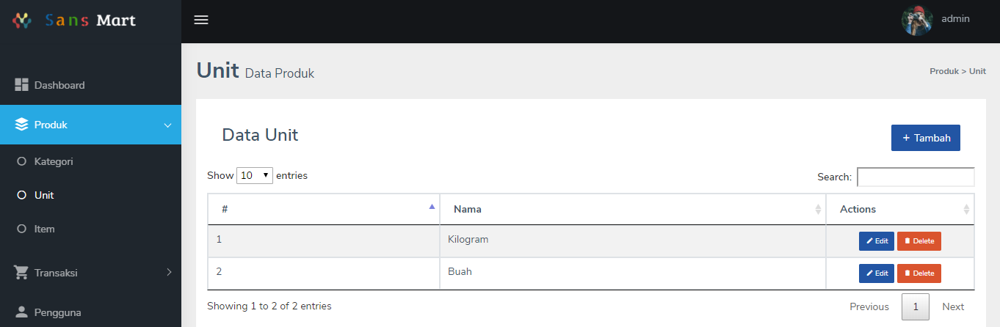 Sans Mart
admin
Dashboard
Produk
Kategori
Unit
Item
Transaksi
Pengguna
Unit Data Produk
Produk > Unit
Data Unit
+ Tambah
Show 10 entries
Search:
# Nama Actions
1 Kilogram Edit Delete
2 Buah Edit Delete
Showing 1 to 2 of 2 entries
Previous 1 Next